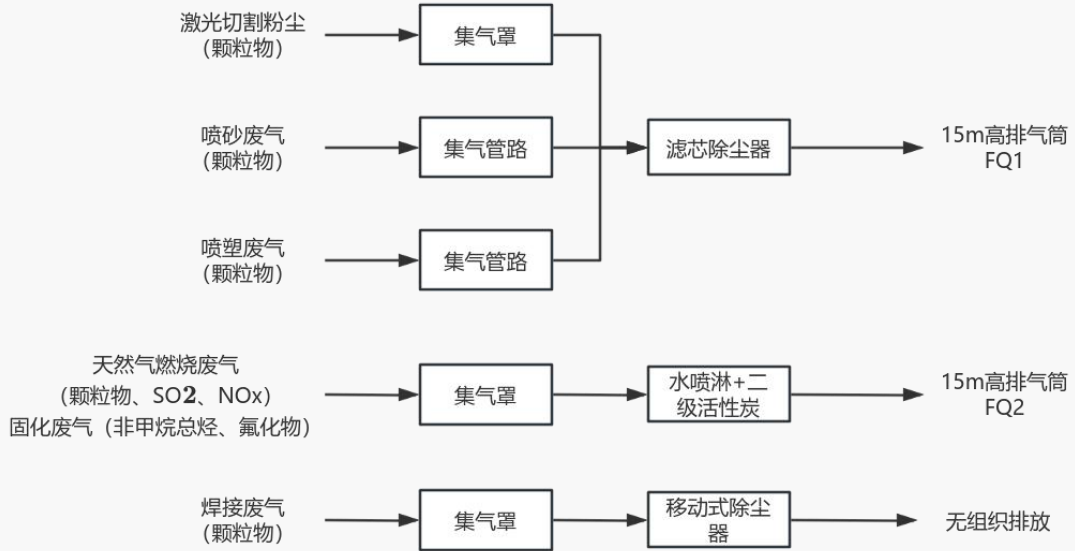 激光切割粉尘
（颗粒物）
集气罩
喷砂废气
（颗粒物）
集气管路
滤芯除尘器
15m高排气筒
FQ1
喷塑废气
（颗粒物）
集气管路
天然气燃烧废气
（颗粒物、SO2、NOx）
固化废气（非甲烷总烃、氟化物）
集气罩
水喷淋+二
级活性炭
15m高排气筒
FQ2
焊接废气
（颗粒物）
集气罩
移动式除尘
器
无组织排放